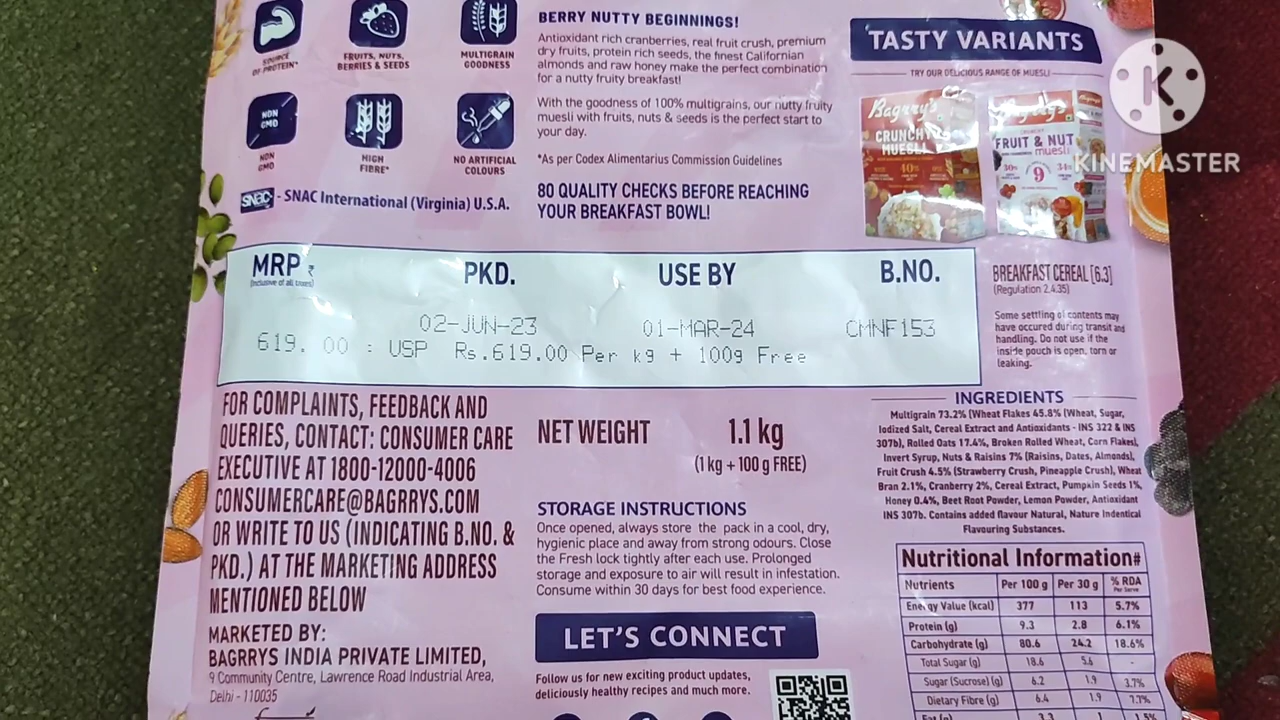 SOURCE
OF PROTEIN*
FRUITS, NUTS,
BERRIES & SEEDS
MULTIGRAIN
GOODNESS
NON
GMO
NON
GMO
HIGH
FIBRE*
NO ARTIFICIAL
COLOURS
SNAC - SNAC International (Virginia) U.S.A.
BERRY NUTTY BEGINNINGS!
Antioxidant rich cranberries, real fruit crush, premium
dry fruits, protein rich seeds, the finest Californian
almonds and raw honey make the perfect combination
for a nutty fruity breakfast!
With the goodness of 100% multigrains, our nutty fruity
muesli with fruits, nuts & seeds is the perfect start to
your day.
*As per Codex Alimentarius Commission Guidelines
80 QUALITY CHECKS BEFORE REACHING
YOUR BREAKFAST BOWL!
TASTY VARIANTS
TRY OUR DELICIOUS RANGE OF MUESLI
Bagrry's
CRUNCHY
MUESLI
40%
Bagrry's
CRUNCHY
FRUIT & NUT
muesli
30%
9
K
KINEMASTER
MRP ₹
(Inclusive of all taxes)
PKD.
USE BY
B.NO.
02-JUN-23
01-MAR-24
CMNF153
619. 00 : USP Rs.619.00 Per kg + 100g Free
BREAKFAST CEREAL [6.3]
(Regulation 2.4.35)
Some settling of contents may
have occured during transit and
handling. Do not use if the
inside pouch is open, torn or
leaking.
FOR COMPLAINTS, FEEDBACK AND
QUERIES, CONTACT: CONSUMER CARE
EXECUTIVE AT 1800-12000-4006
CONSUMERCARE@BAGRRYS.COM
OR WRITE TO US (INDICATING B.NO. &
PKD.) AT THE MARKETING ADDRESS
MENTIONED BELOW
MARKETED BY:
BAGRRYS INDIA PRIVATE LIMITED,
9 Community Centre, Lawrence Road Industrial Area,
Delhi - 110035
NET WEIGHT 1.1 kg
(1 kg + 100 g FREE)
STORAGE INSTRUCTIONS
Once opened, always store the pack in a cool, dry,
hygienic place and away from strong odours. Close
the Fresh lock tightly after each use. Prolonged
storage and exposure to air will result in infestation.
Consume within 30 days for best food experience.
LET'S CONNECT
Follow us for new exciting product updates,
deliciously healthy recipes and much more.
INGREDIENTS
Multigrain 73.2% (Wheat Flakes 45.8% (Wheat, Sugar,
Iodized Salt, Cereal Extract and Antioxidants - INS 322 & INS
307b), Rolled Oats 17.4%, Broken Rolled Wheat, Corn Flakes),
Invert Syrup, Nuts & Raisins 7% (Raisins, Dates, Almonds),
Fruit Crush 4.5% (Strawberry Crush, Pineapple Crush), Wheat
Bran 2.1%, Cranberry 2%, Cereal Extract, Pumpkin Seeds 1%,
Honey 0.4%, Beet Root Powder, Lemon Powder, Antioxidant
INS 307b. Contains added flavour Natural, Nature Indentical
Flavouring Substances.
Nutritional Information#
Nutrients Per 100 g Per 30 g % RDA
Per Serve
Energy Value (kcal) 377 113 5.7%
Protein (g) 9.3 2.8 6.1%
Carbohydrate (g) 80.6 24.2 18.6%
Total Sugar (g) 18.6 5.6 -
Sugar (Sucrose) (g) 6.2 1.9 3.7%
Dietary Fibre (g) 6.4 1.9 7.7%
Fat (g) 3.3 1 1.5%